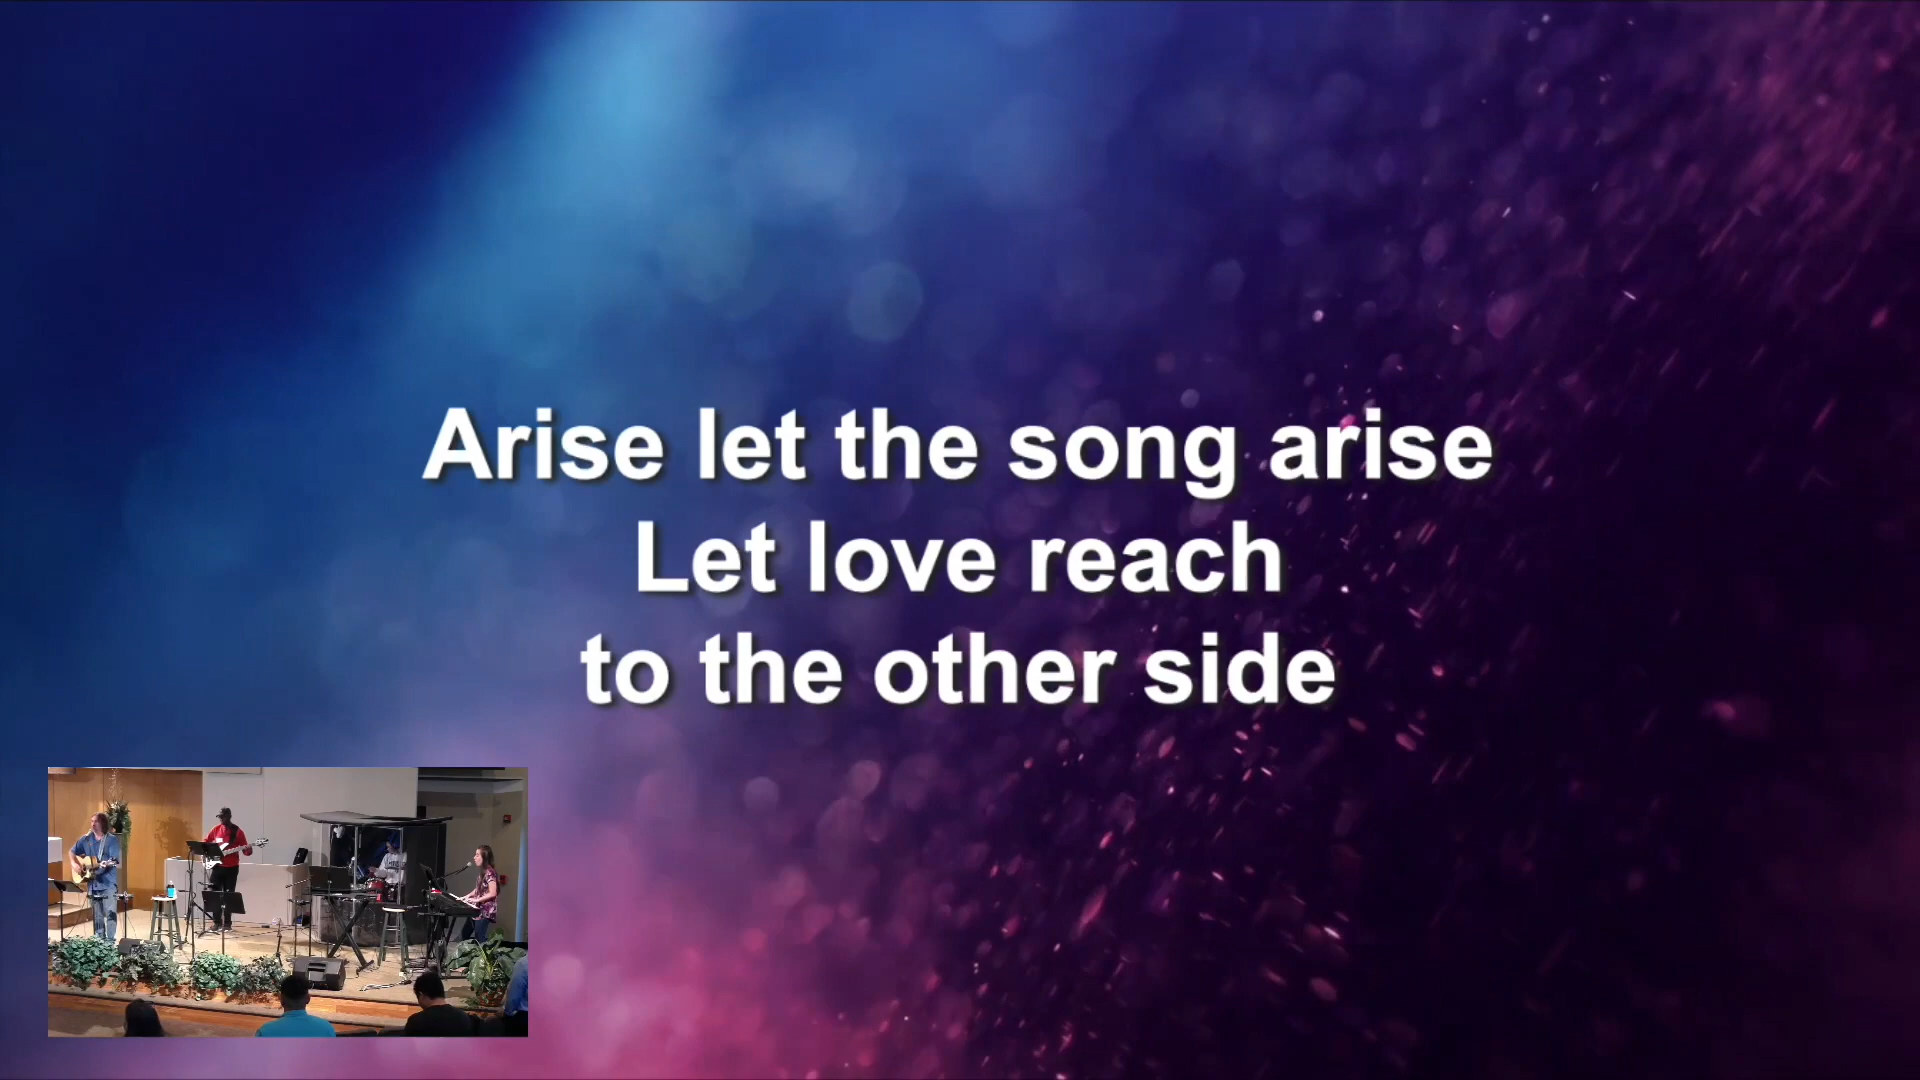 Arise let the song arise
Let love reach
to the other side